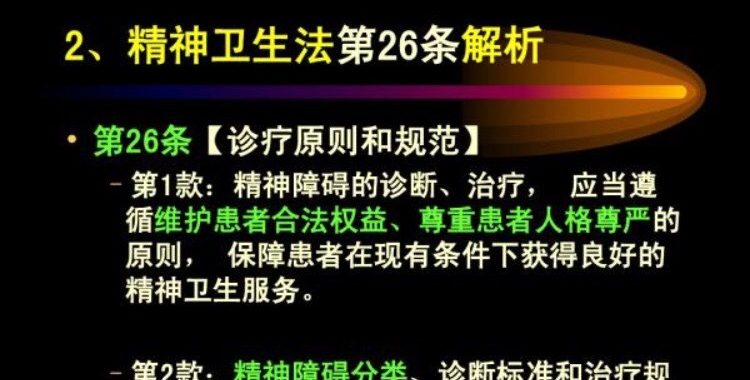 2、精神卫生法第26条解析
• 第26条【诊疗原则和规范】
– 第1款：精神障碍的诊断、治疗， 应当遵
循维护患者合法权益、尊重患者人格尊严的
原则， 保障患者在现有条件下获得良好的
精神卫生服务。
– 第2款：精神障碍分类、诊断标准和治疗规